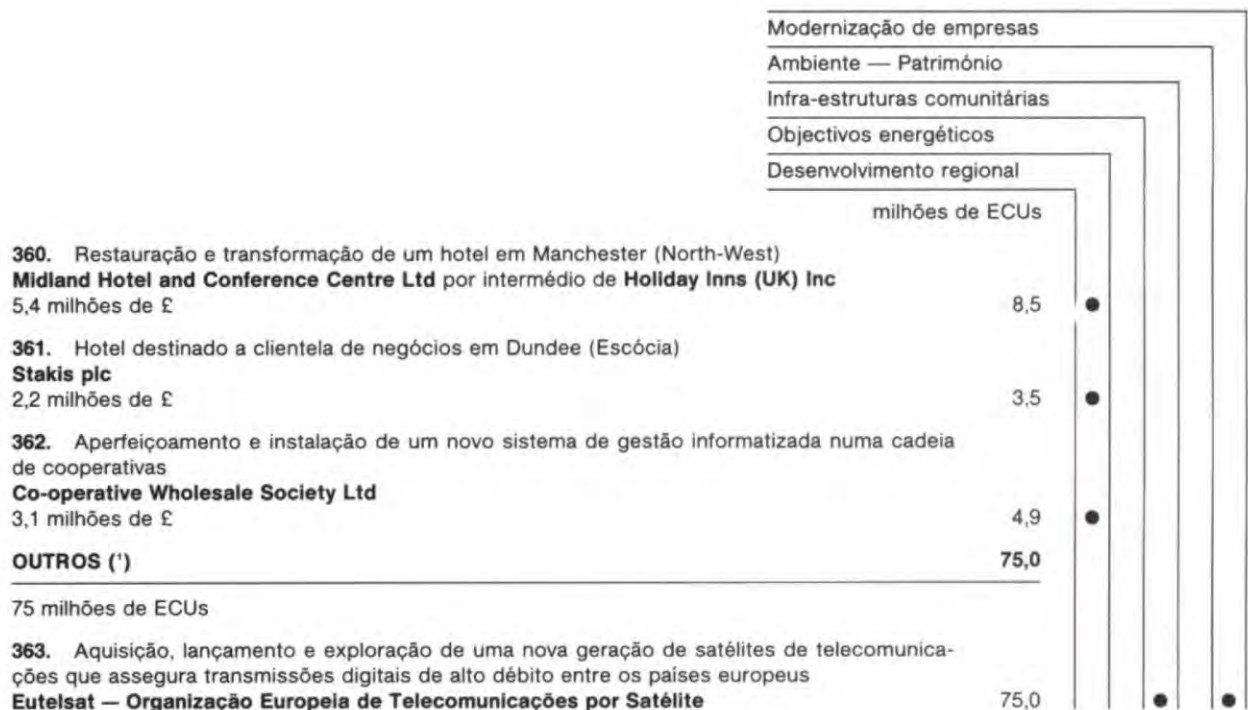 Modernização de empresas
Ambiente — Património
Infra-estruturas comunitárias
Objectivos energéticos
Desenvolvimento regional
milhões de ECUs
360. Restauração e transformação de um hotel em Manchester (North-West)
Midland Hotel and Conference Centre Ltd por intermédio de Holiday Inns (UK) Inc
5,4 milhões de £ 8,5 ●
361. Hotel destinado a clientela de negócios em Dundee (Escócia)
Stakis plc
2,2 milhões de £ 3,5 ●
362. Aperfeiçoamento e instalação de um novo sistema de gestão informatizada numa cadeia
de cooperativas
Co-operative Wholesale Society Ltd
3,1 milhões de £ 4,9 ●
OUTROS (¹) 75,0
75 milhões de ECUs
363. Aquisição, lançamento e exploração de uma nova geração de satélites de telecomunica-
ções que assegura transmissões digitais de alto débito entre os países europeus
Eutelsat — Organização Europeia de Telecomunicações por Satélite 75,0 ● ●